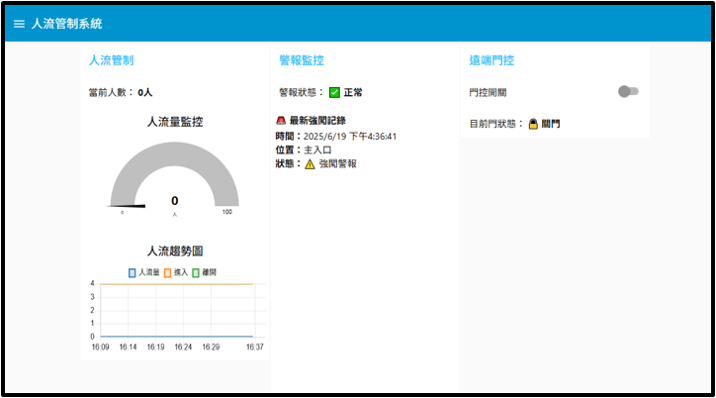 人流管制系統
人流管制
當前人數： 0人
人流量監控
0
人
0
100
人流趨勢圖
人流量 進入 離開
4
3
2
1
0
16:09 16:14 16:19 16:24 16:29 16:37
警報監控
警報狀態： ✅ 正常
🚨 最新強闖記錄
時間：2025/6/19 下午4:36:41
位置：主入口
狀態：⚠️ 強闖警報
遠端門控
門控開關
目前門狀態： 🔒 關門